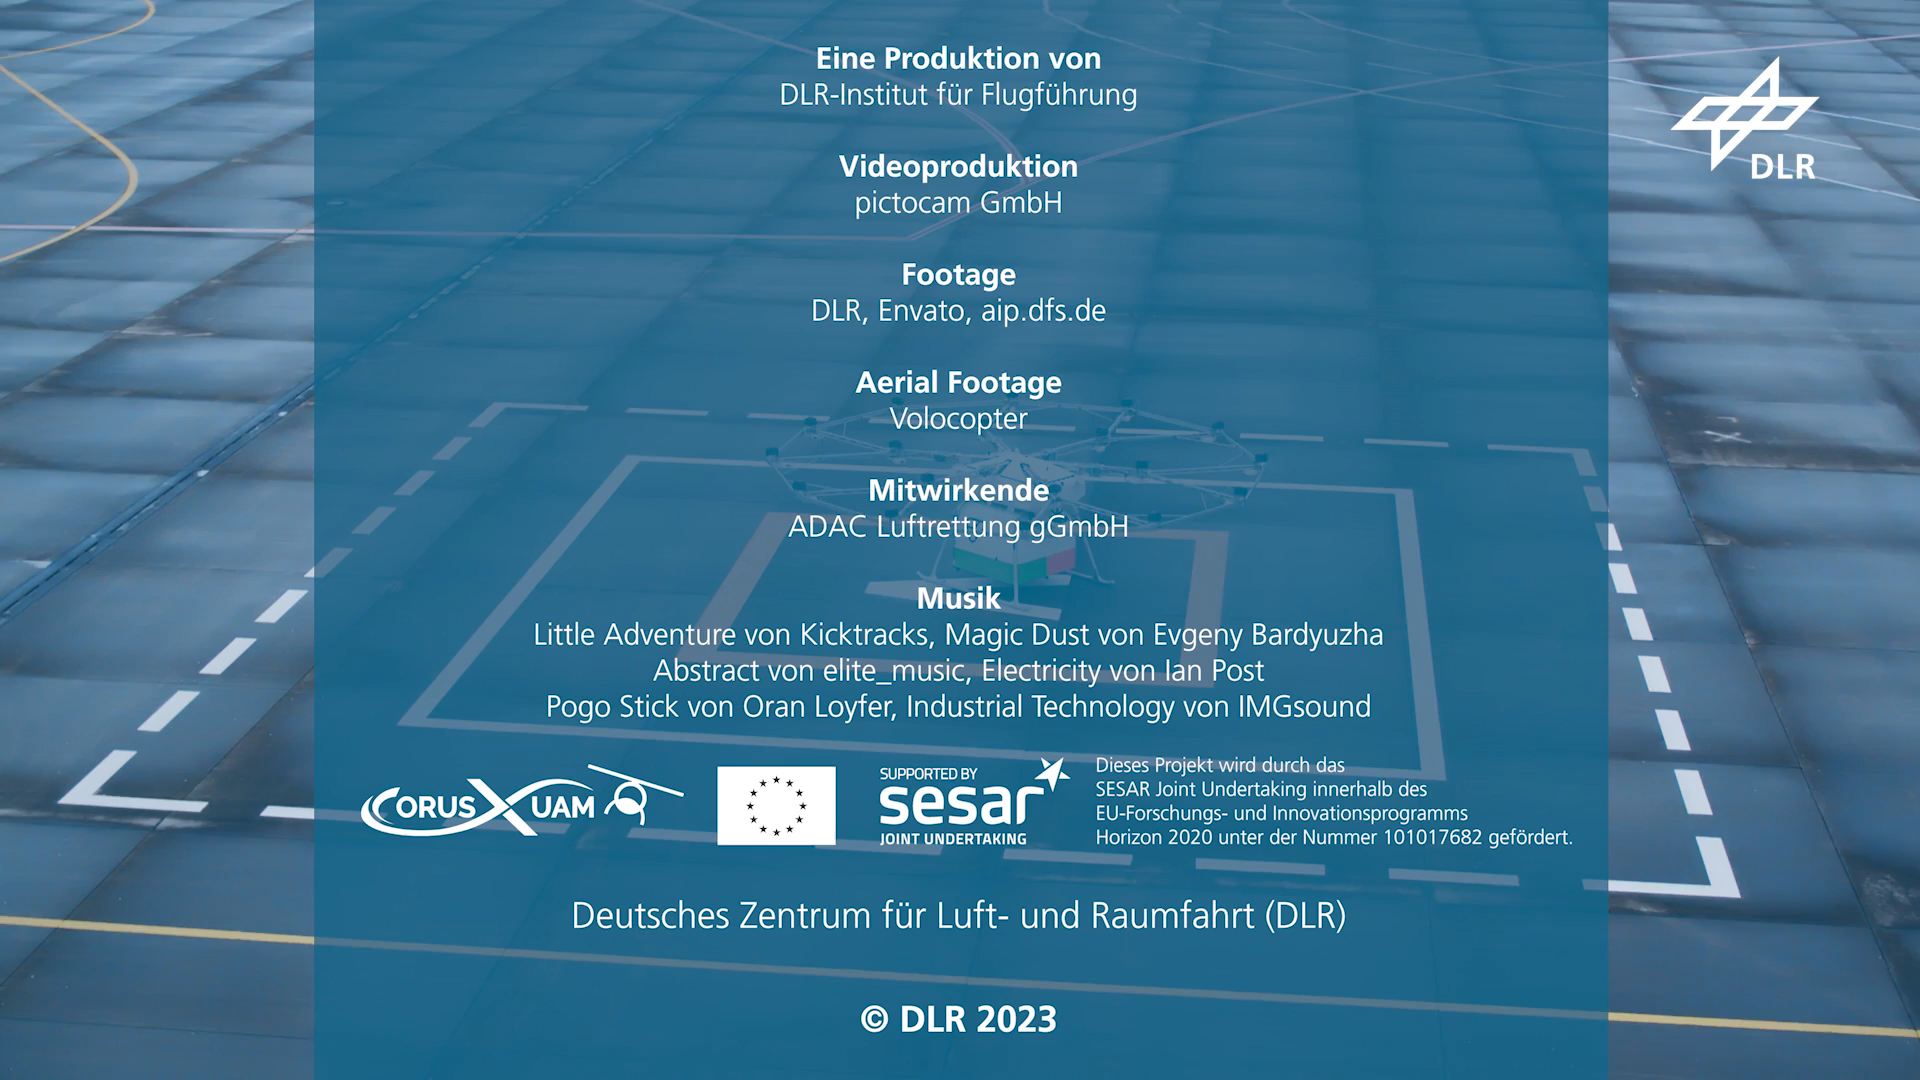 Eine Produktion von
DLR-Institut für Flugführung
Videoproduktion
pictocam GmbH
Footage
DLR, Envato, aip.dfs.de
Aerial Footage
Volocopter
Mitwirkende
ADAC Luftrettung gGmbH
Musik
Little Adventure von Kicktracks, Magic Dust von Evgeny Bardyuzha
Abstract von elite_music, Electricity von Ian Post
Pogo Stick von Oran Loyfer, Industrial Technology von IMGsound
CORUS X UAM
SUPPORTED BY
sesar
JOINT UNDERTAKING
Dieses Projekt wird durch das
SESAR Joint Undertaking innerhalb des
EU-Forschungs- und Innovationsprogramms
Horizon 2020 unter der Nummer 101017682 gefördert.
Deutsches Zentrum für Luft- und Raumfahrt (DLR)
© DLR 2023
DLR